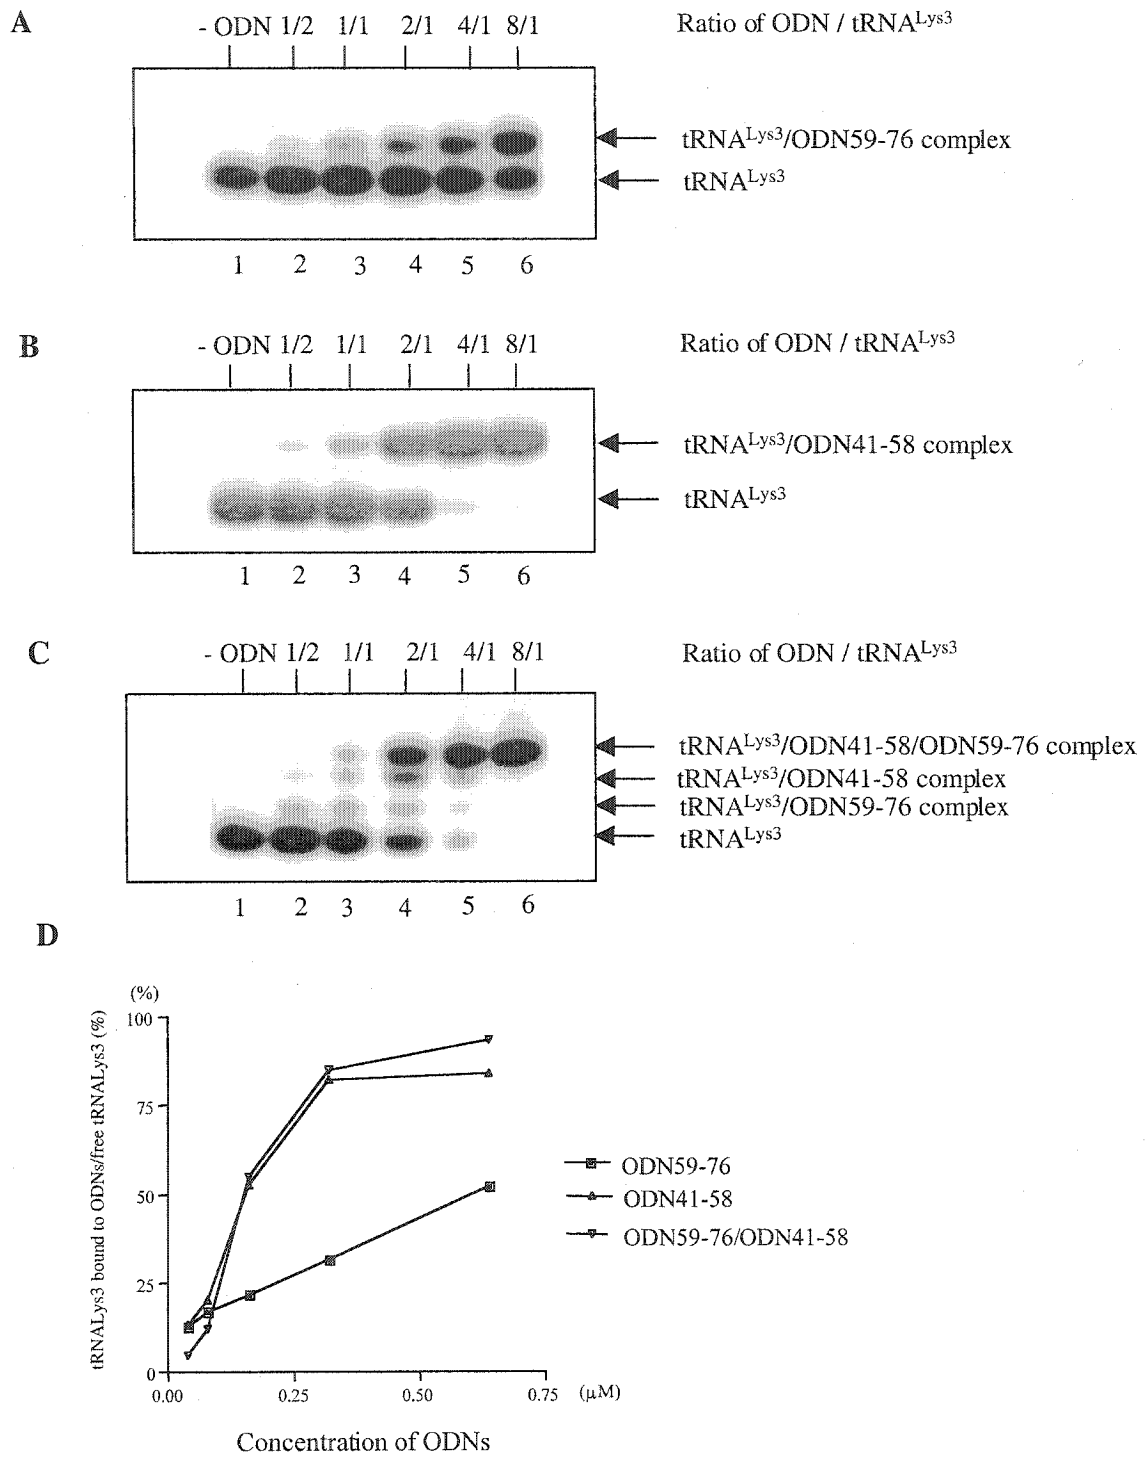 A
- ODN 1/2 1/1 2/1 4/1 8/1 Ratio of ODN / tRNALys3
tRNALys3/ODN59-76 complex
tRNALys3
1 2 3 4 5 6
B
- ODN 1/2 1/1 2/1 4/1 8/1 Ratio of ODN / tRNALys3
tRNALys3/ODN41-58 complex
tRNALys3
1 2 3 4 5 6
C
- ODN 1/2 1/1 2/1 4/1 8/1 Ratio of ODN / tRNALys3
tRNALys3/ODN41-58/ODN59-76 complex
tRNALys3/ODN41-58 complex
tRNALys3/ODN59-76 complex
tRNALys3
1 2 3 4 5 6
D
(%)
tRNALys3 bound to ODNs/free tRNALys3 (%)
100
75
50
25
0
0.00 0.25 0.50 0.75 (μM)
Concentration of ODNs
ODN59-76
ODN41-58
ODN59-76/ODN41-58